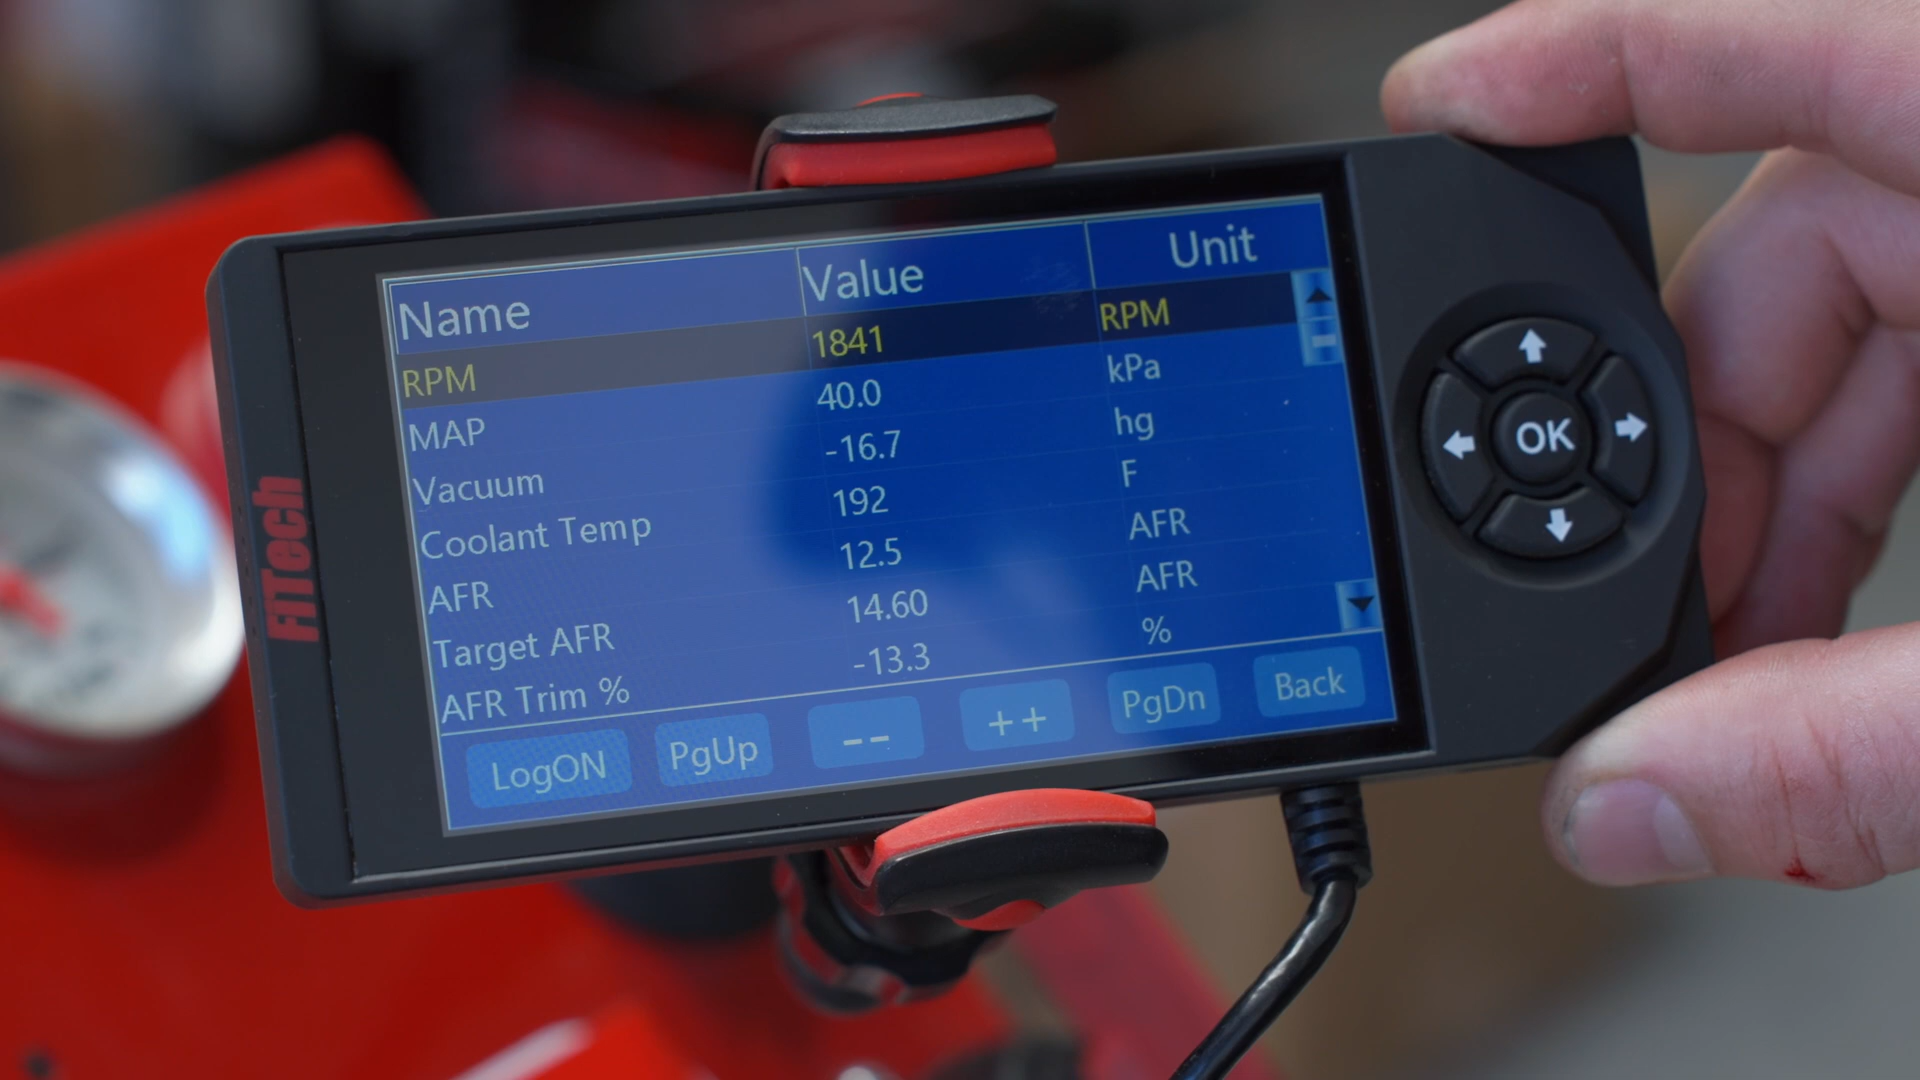 Name Value Unit
RPM 1841 RPM
MAP 40.0 kPa
Vacuum -16.7 hg
Coolant Temp 192 F
AFR 12.5 AFR
Target AFR 14.60 AFR
AFR Trim % -13.3 %
LogON PgUp -- ++ PgDn Back
FiTech
OK